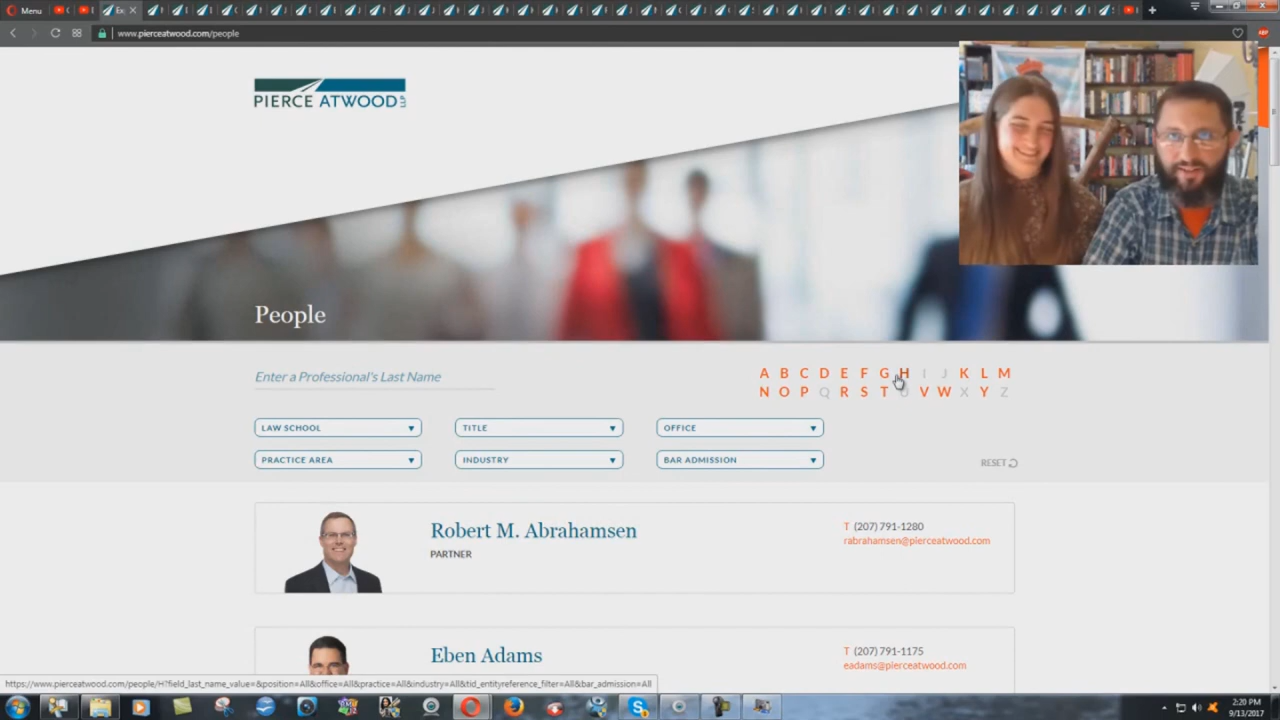 Menu
www.pierceatwood.com/people
PIERCE ATWOOD LLP
People
Enter a Professional's Last Name
A B C D E F G H I J K L M
N O P Q R S T U V W X Y Z
LAW SCHOOL
TITLE
OFFICE
PRACTICE AREA
INDUSTRY
BAR ADMISSION
RESET
Robert M. Abrahamsen
T (207) 791-1280
rabrahamsen@pierceatwood.com
PARTNER
Eben Adams
T (207) 791-1175
eadams@pierceatwood.com
https://www.pierceatwood.com/people/H?field_last_name_value=&position=All&office=All&practice=All&industry=All&tid_entityreference_filter=All&bar_admission=All
2:20 PM
9/13/2017